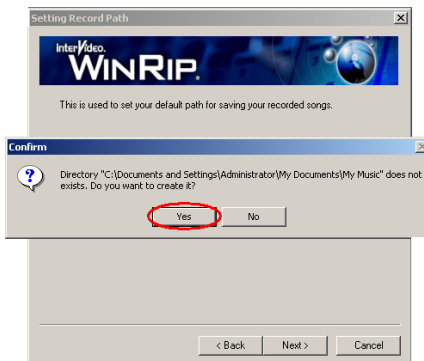 Setting Record Path
InterVideo.
WINRIP.
This is used to set your default path for saving your recorded songs.
Confirm
Directory "C:\Documents and Settings\Administrator\My Documents\My Music" does not
exists. Do you want to create it?
Yes No
< Back Next > Cancel